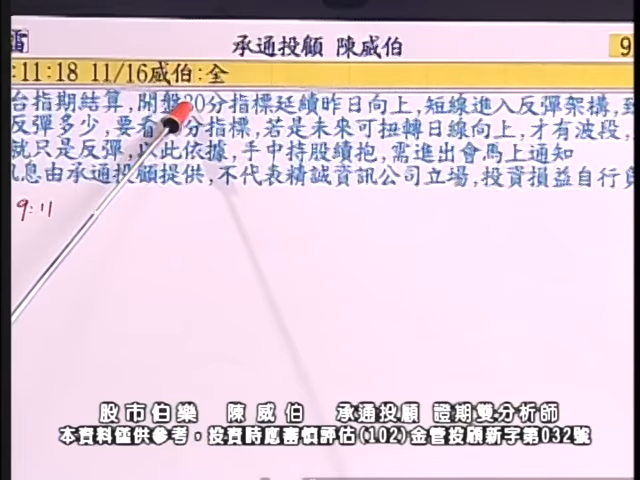 承通投顧 陳威伯
9
:11:18 11/16威伯:全
台指期結算,開盤30分指標延續昨日向上,短線進入反彈架構,至
反彈多少,要看 分指標,若是未來可扭轉日線向上,才有波段,
就只是反彈,以此依據,手中持股續抱,需進出會馬上通知
訊息由承通投顧提供,不代表精誠資訊公司立場,投資損益自行負
9:11
股市伯樂 陳威伯 承通投顧 證期雙分析師
本資料僅供參考,投資時應審慎評估(102)金管投顧新字第032號